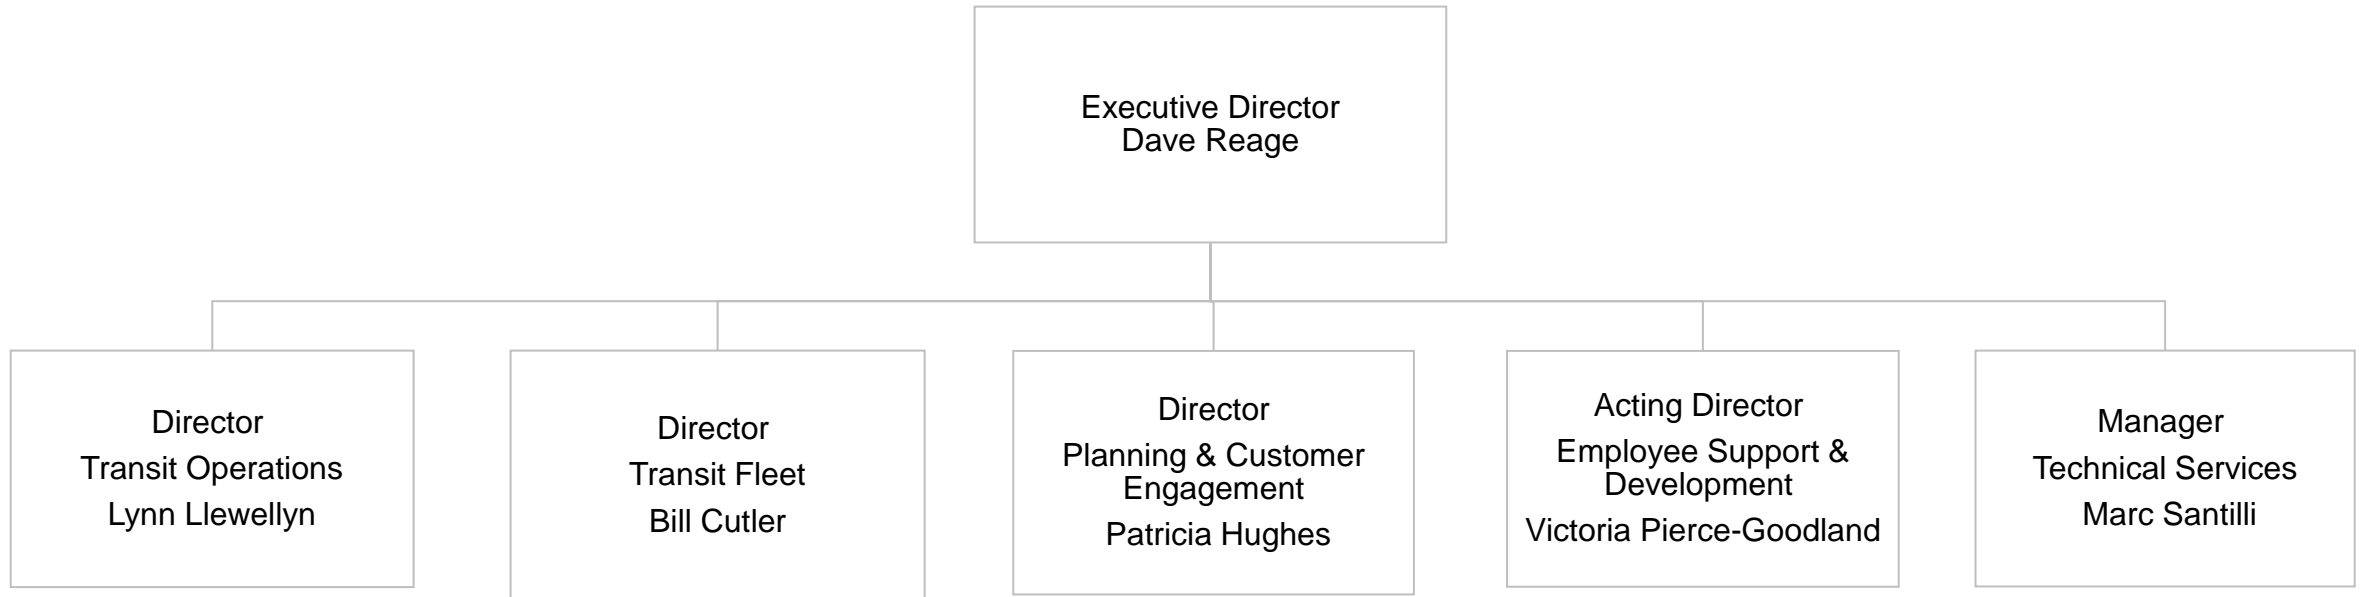 Executive Director
Dave Reage
Director
Transit Operations
Lynn Llewellyn
Director
Transit Fleet
Bill Cutler
Director
Planning & Customer
Engagement
Patricia Hughes
Acting Director
Employee Support &
Development
Victoria Pierce-Goodland
Manager
Technical Services
Marc Santilli